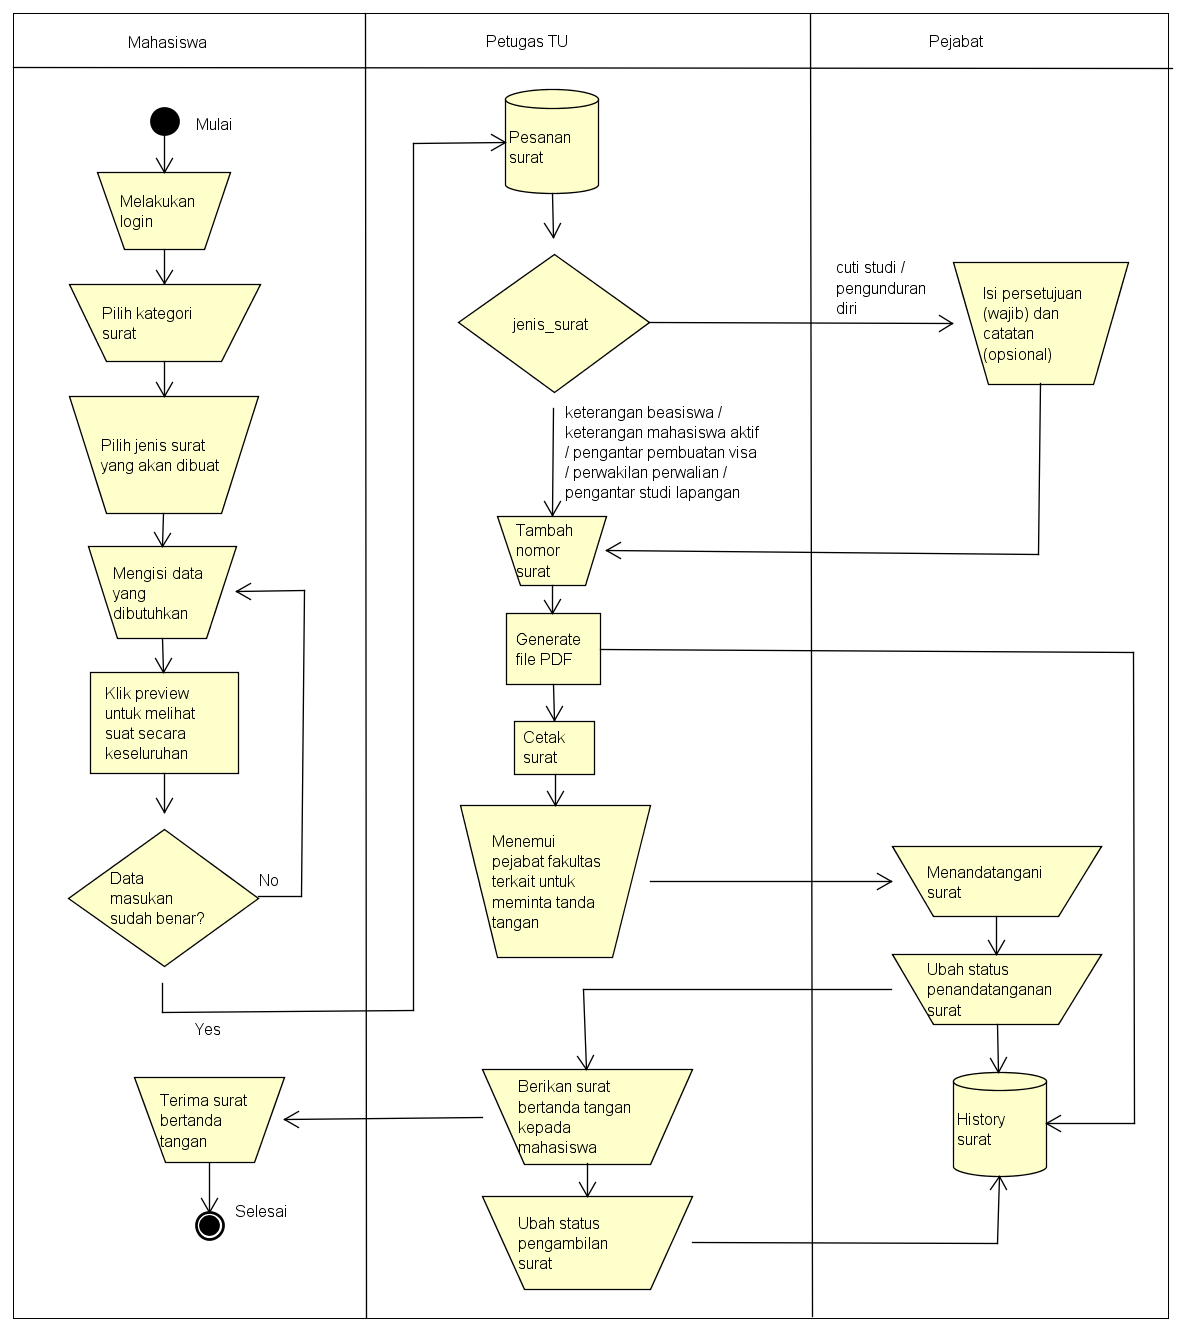 Mahasiswa
Petugas TU
Pejabat
Mulai
Melakukan
login
Pilih kategori
surat
Pilih jenis surat
yang akan dibuat
Mengisi data
yang
dibutuhkan
Klik preview
untuk melihat
suat secara
keseluruhan
Data
masukan
sudah benar?
No
Yes
Pesanan
surat
jenis_surat
cuti studi /
pengunduran
diri
Isi persetujuan
(wajib) dan
catatan
(opsional)
keterangan beasiswa /
keterangan mahasiswa aktif
/ pengantar pembuatan visa
/ perwakilan perwalian /
pengantar studi lapangan
Tambah
nomor
surat
Generate
file PDF
Cetak
surat
Menemui
pejabat fakultas
terkait untuk
meminta tanda
tangan
Menandatangani
surat
Ubah status
penandatanganan
surat
History
surat
Berikan surat
bertanda tangan
kepada
mahasiswa
Ubah status
pengambilan
surat
Terima surat
bertanda
tangan
Selesai